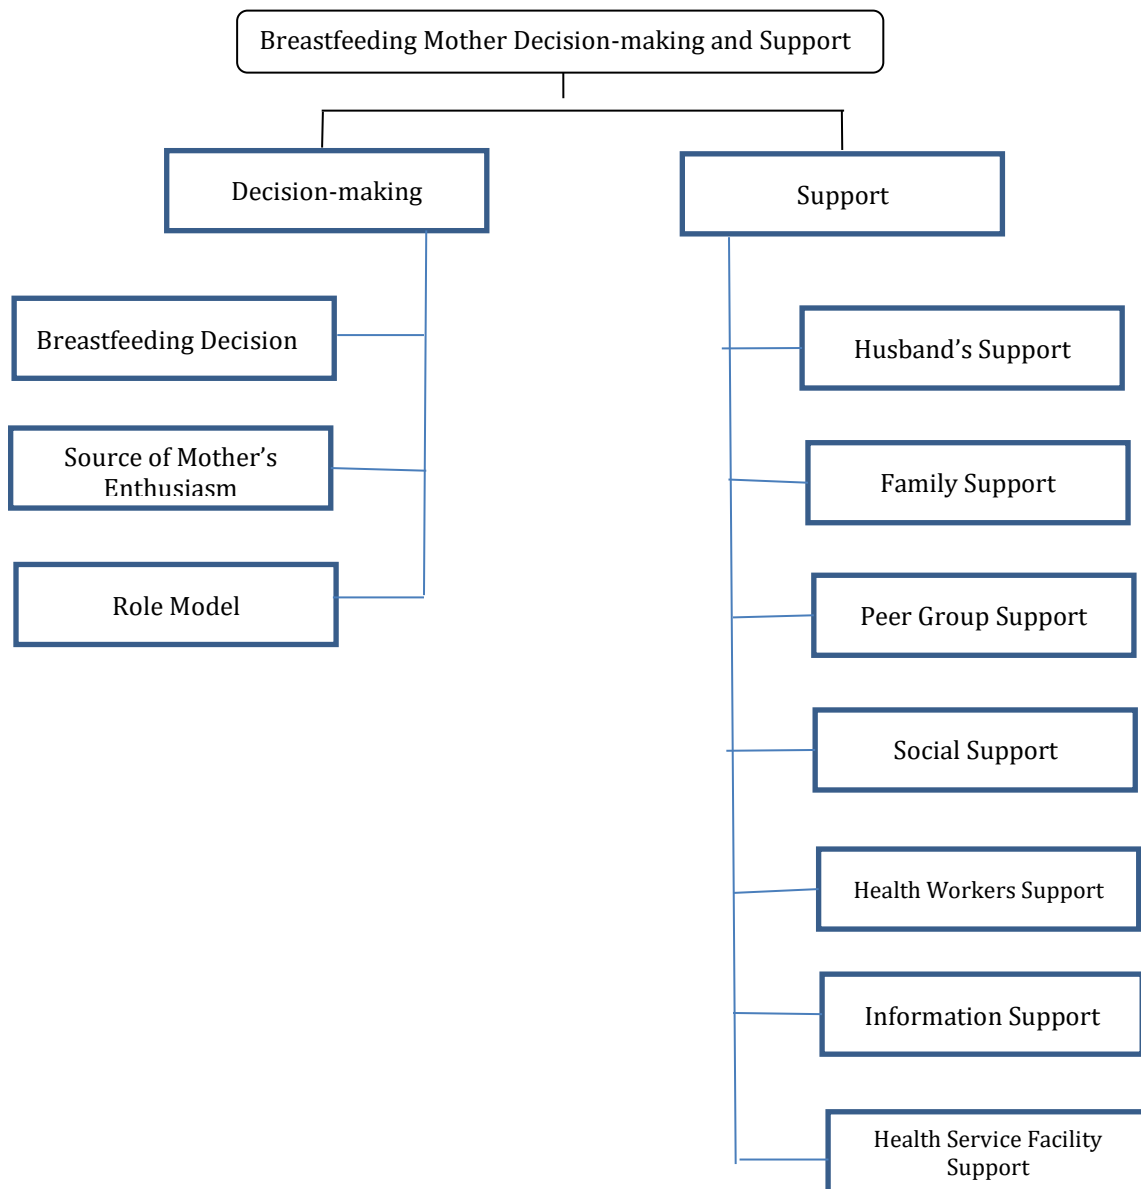 Breastfeeding Mother Decision-making and Support
Decision-making
Support
Breastfeeding Decision
Source of Mother’s
Enthusiasm
Role Model
Husband’s Support
Family Support
Peer Group Support
Social Support
Health Workers Support
Information Support
Health Service Facility
Support